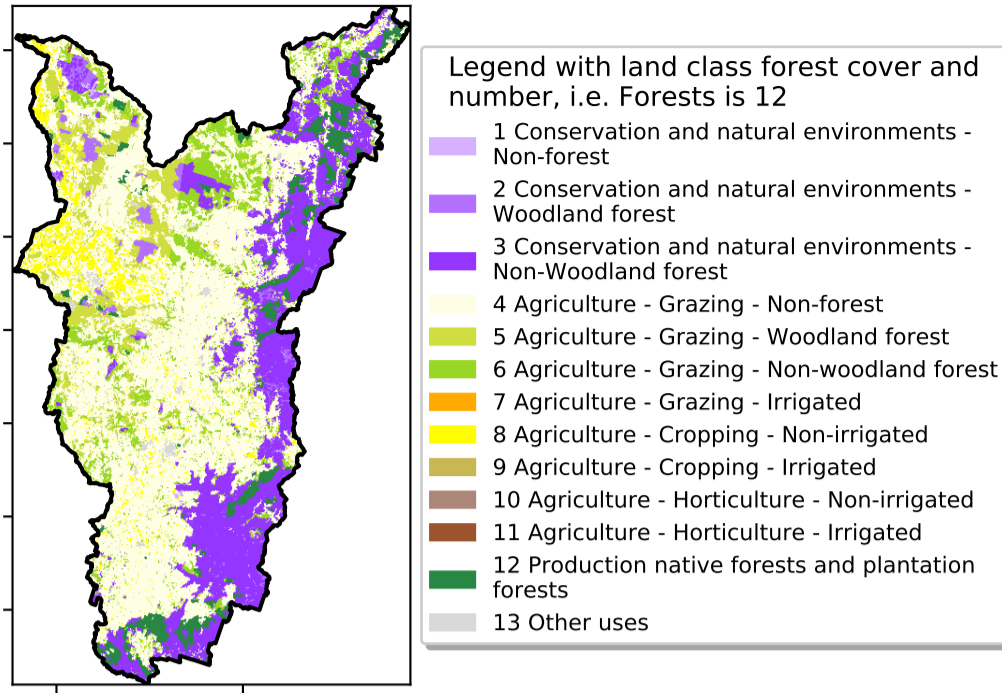 Legend with land class forest cover and
number, i.e. Forests is 12
1 Conservation and natural environments -
Non-forest
2 Conservation and natural environments -
Woodland forest
3 Conservation and natural environments -
Non-Woodland forest
4 Agriculture - Grazing - Non-forest
5 Agriculture - Grazing - Woodland forest
6 Agriculture - Grazing - Non-woodland forest
7 Agriculture - Grazing - Irrigated
8 Agriculture - Cropping - Non-irrigated
9 Agriculture - Cropping - Irrigated
10 Agriculture - Horticulture - Non-irrigated
11 Agriculture - Horticulture - Irrigated
12 Production native forests and plantation
forests
13 Other uses